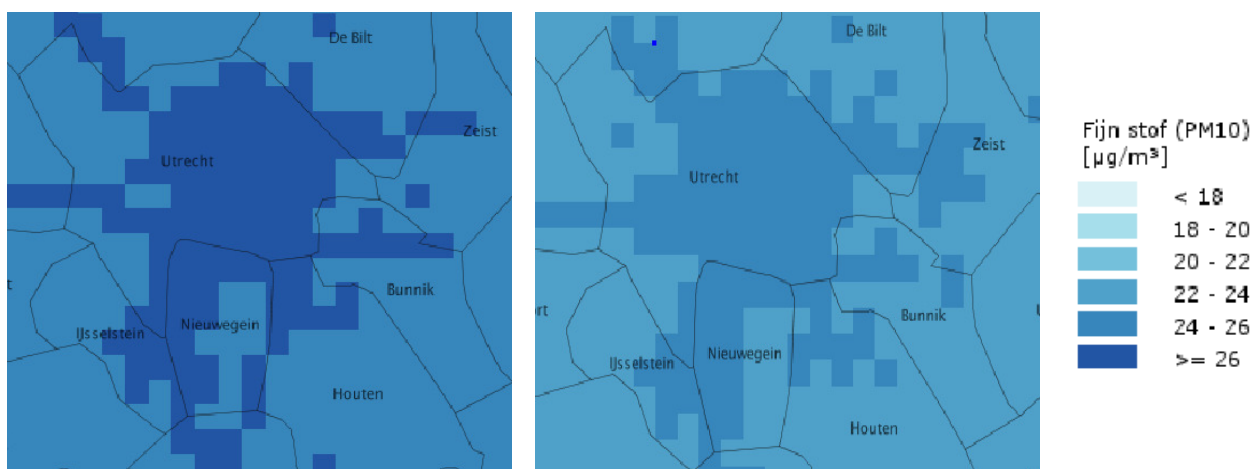 De Bilt
Zeist
Utrecht
Bunnik
Nieuwegein
IJsselstein
Houten
De Bilt
Zeist
Utrecht
Bunnik
Nieuwegein
IJsselstein
Houten
Fijn stof (PM10)
[µg/m³]
< 18
18 - 20
20 - 22
22 - 24
24 - 26
>= 26